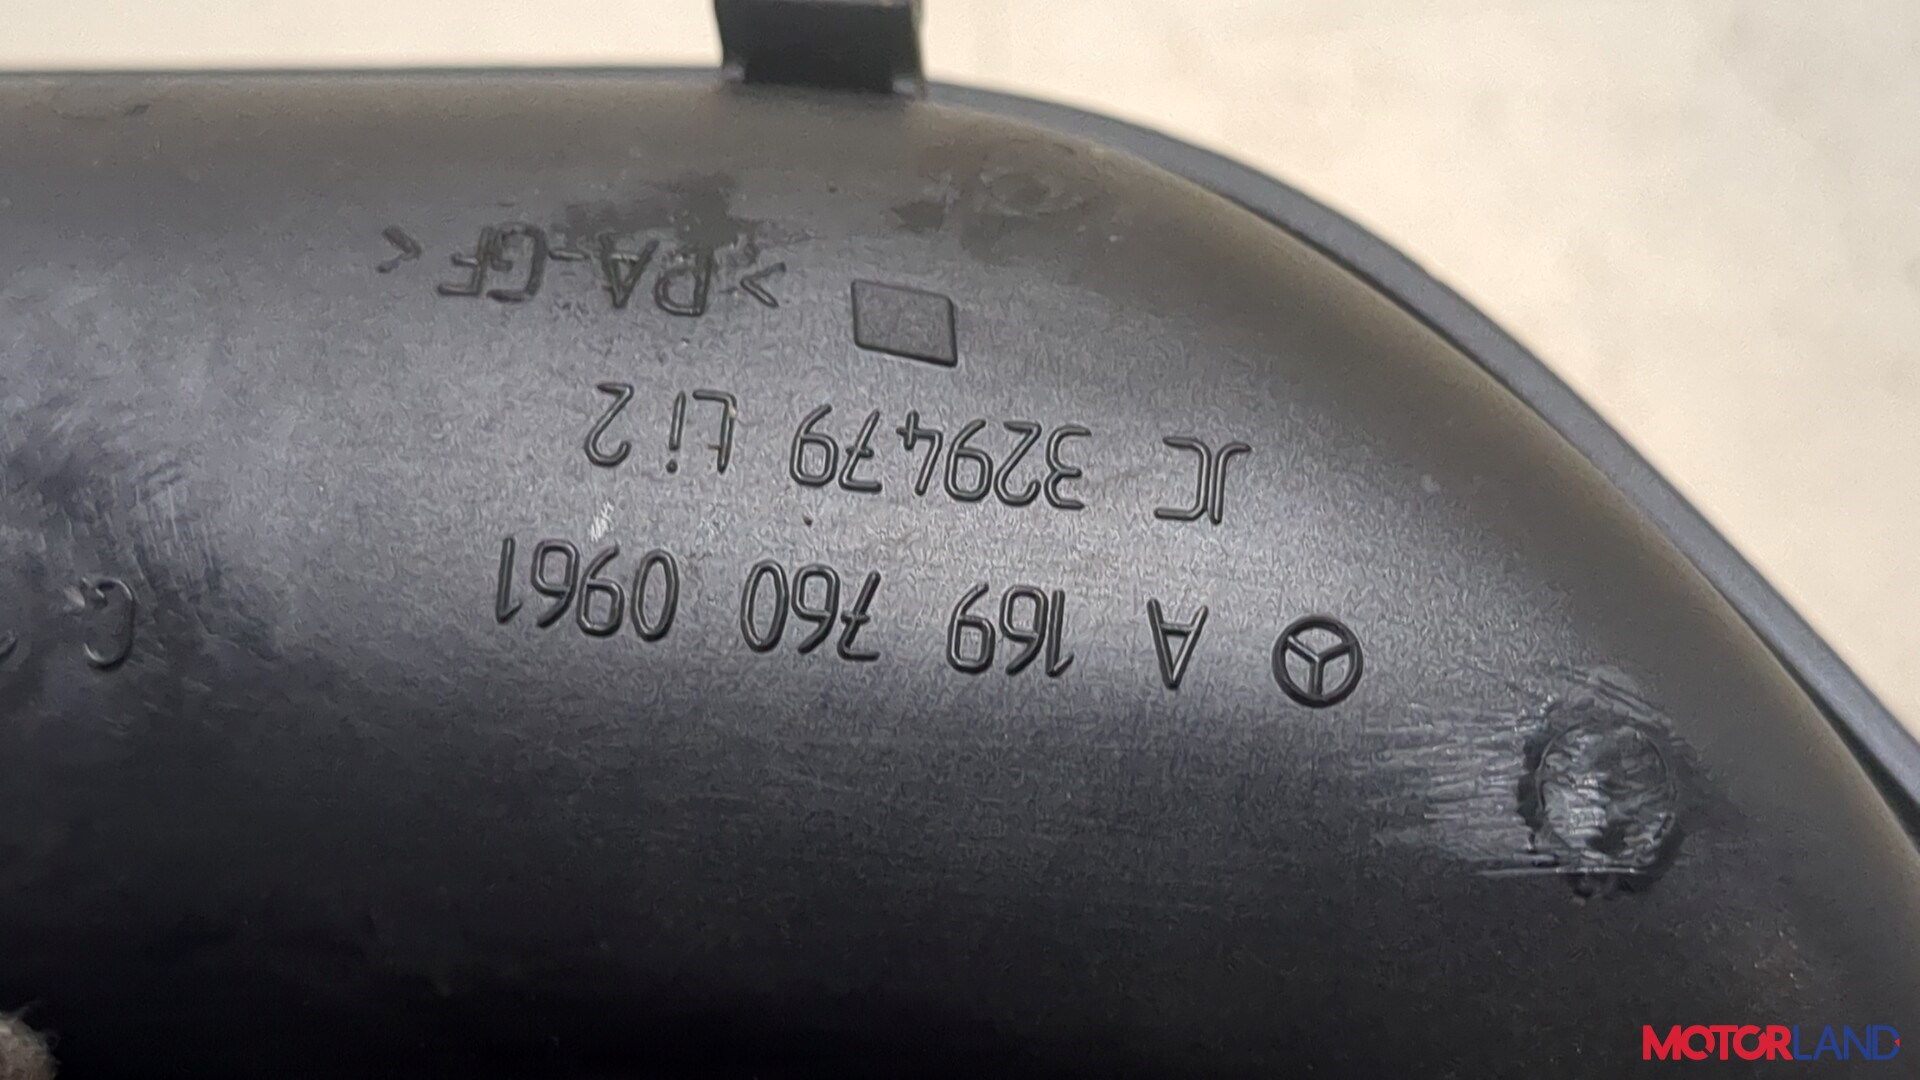 A 169 760 0961
JC 329479 Li 2
>PA-GF<
G
MOTORLAND